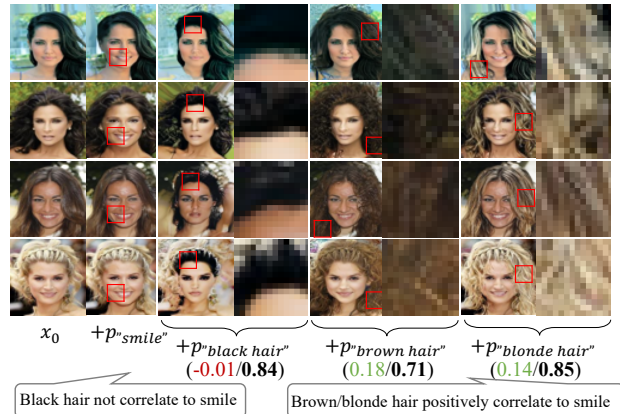 x₀
+p"smile"
+p"black hair"
+p"brown hair"
+p"blonde hair"
(-0.01/0.84)
(0.18/0.71)
(0.14/0.85)
Black hair not correlate to smile
Brown/blonde hair positively correlate to smile